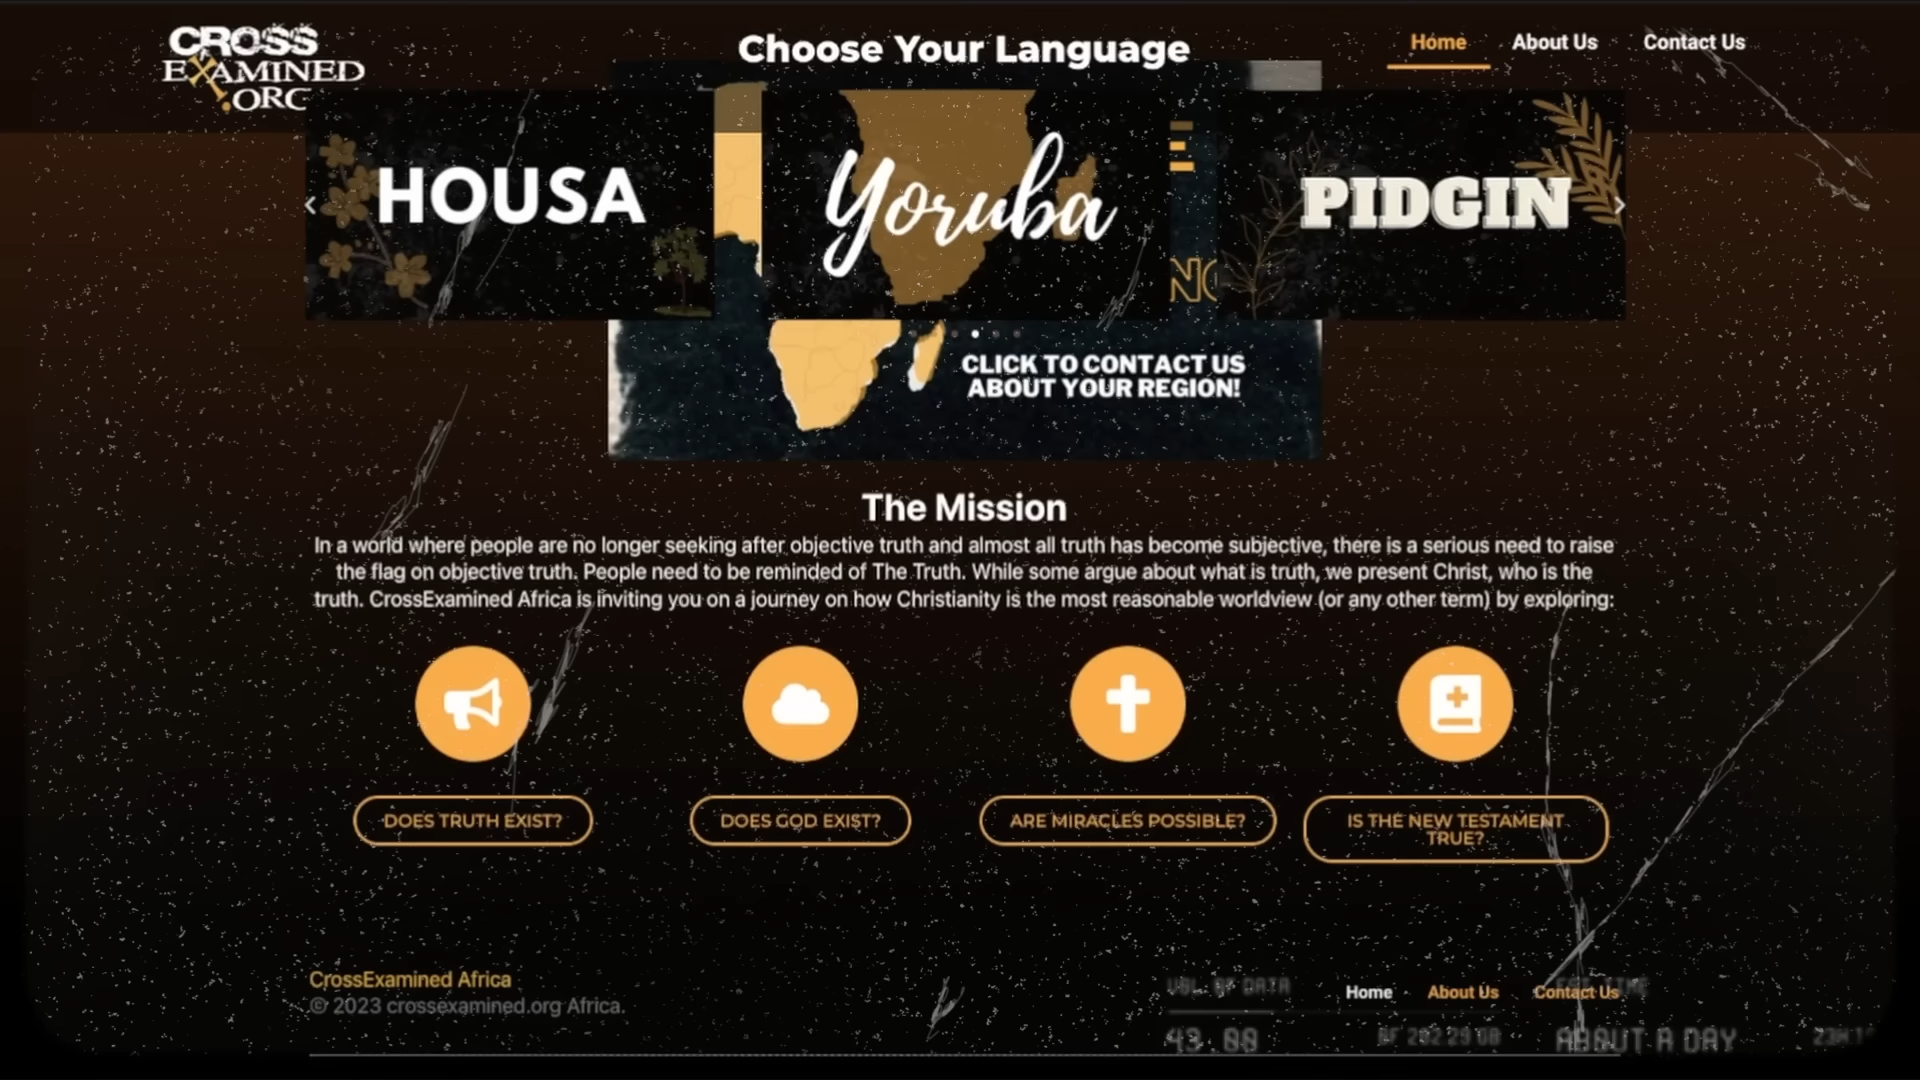 CROSS
EXAMINED
.ORG
Choose Your Language
Home
About Us
Contact Us
HOUSA
Yoruba
PIDGIN
CLICK TO CONTACT US
ABOUT YOUR REGION!
The Mission
In a world where people are no longer seeking after objective truth and almost all truth has become subjective, there is a serious need to raise
the flag on objective truth. People need to be reminded of The Truth. While some argue about what is truth, we present Christ, who is the
truth. CrossExamined Africa is inviting you on a journey on how Christianity is the most reasonable worldview (or any other term) by exploring:
DOES TRUTH EXIST?
DOES GOD EXIST?
ARE MIRACLES POSSIBLE?
IS THE NEW TESTAMENT
TRUE?
CrossExamined Africa
© 2023 crossexamined.org Africa.
Home
About Us
Contact Us
43.00
ABOUT A DAY